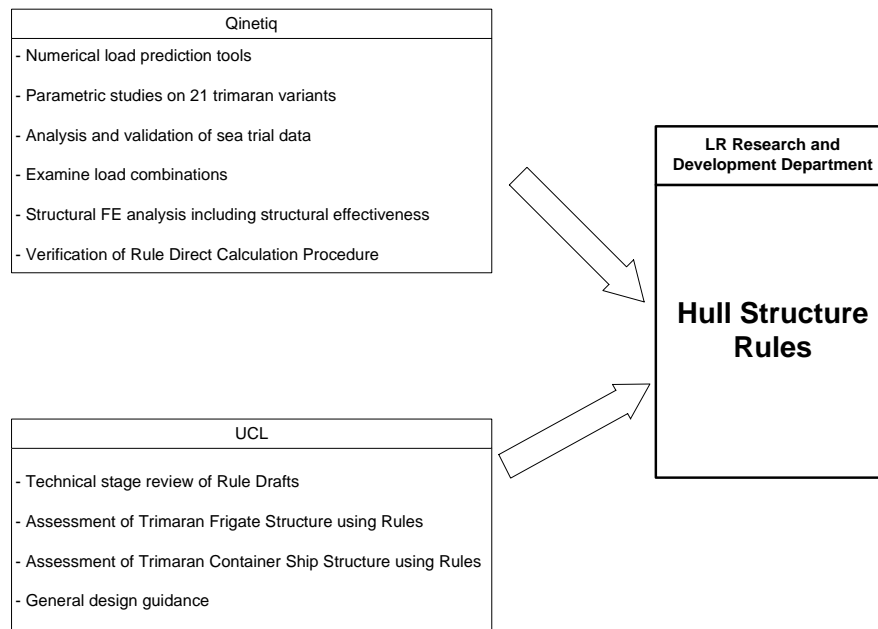 Qinetiq
- Numerical load prediction tools
- Parametric studies on 21 trimaran variants
- Analysis and validation of sea trial data
- Examine load combinations
- Structural FE analysis including structural effectiveness
- Verification of Rule Direct Calculation Procedure
LR Research and
Development Department
Hull Structure
Rules
UCL
- Technical stage review of Rule Drafts
- Assessment of Trimaran Frigate Structure using Rules
- Assessment of Trimaran Container Ship Structure using Rules
- General design guidance